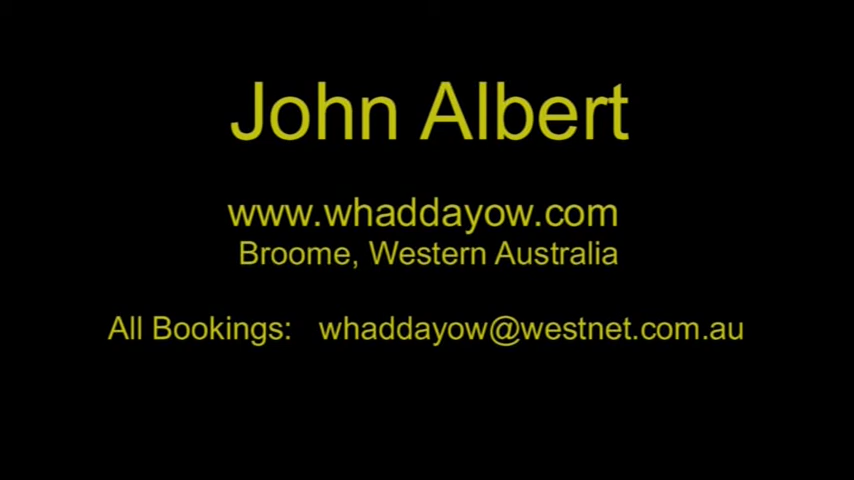 John Albert
www.whaddayow.com
Broome, Western Australia
All Bookings: whaddayow@westnet.com.au